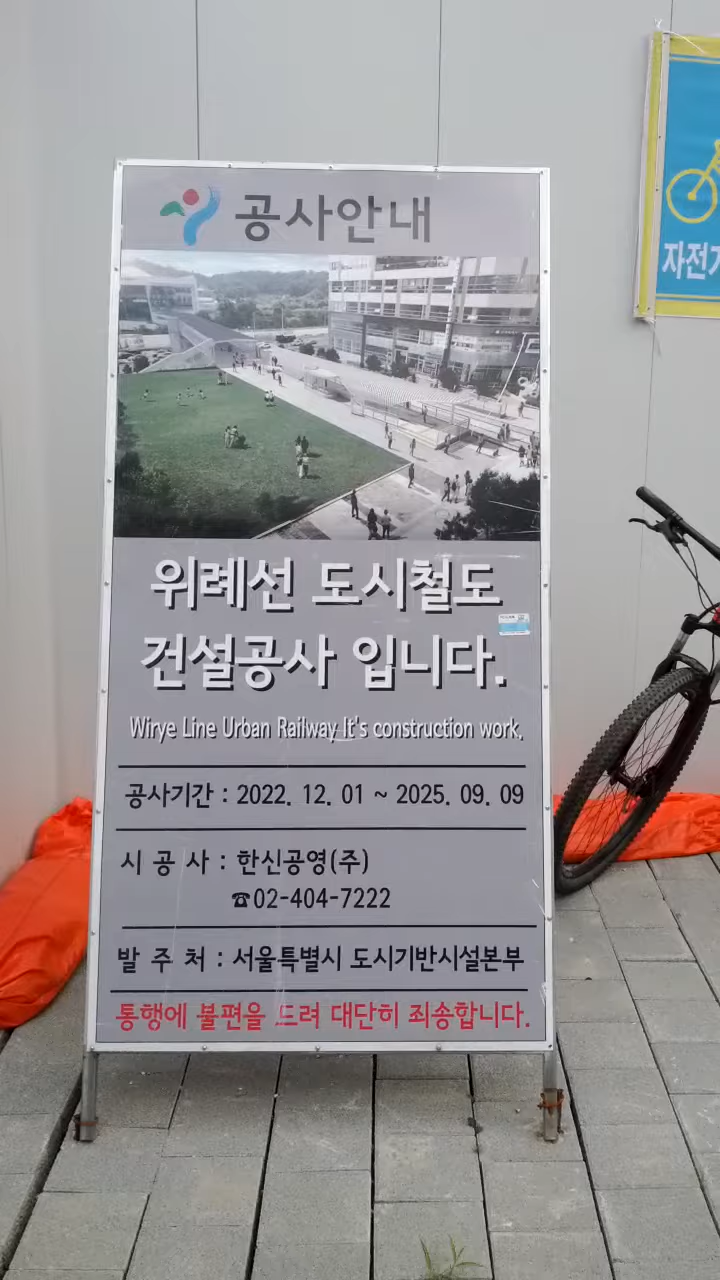 공사안내
위례선 도시철도
건설공사 입니다.
Wirye Line Urban Railway It's construction work.
공사기간 : 2022. 12. 01 ~ 2025. 09. 09
시 공 사 : 한신공영(주)
☎02-404-7222
발 주 처 : 서울특별시 도시기반시설본부
통행에 불편을 드려 대단히 죄송합니다.